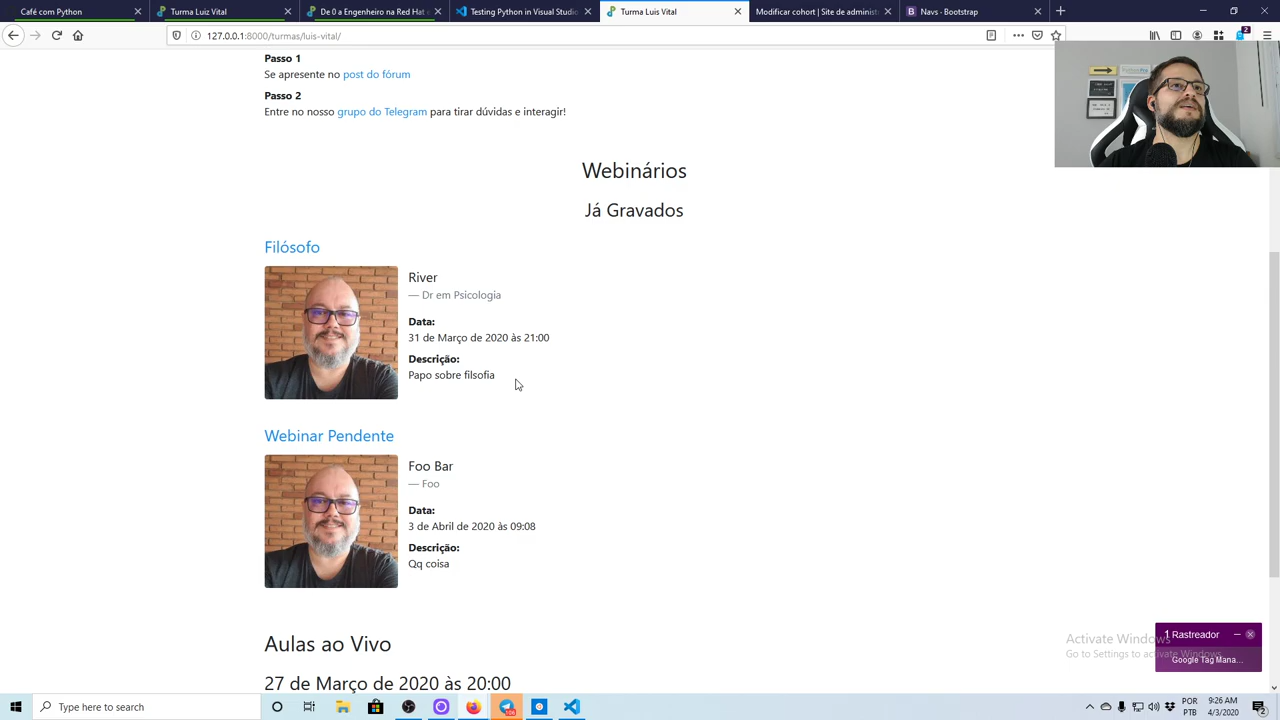 Café com Python
Turma Luiz Vital
De 0 a Engenheiro na Red Hat e
Testing Python in Visual Studio
Turma Luis Vital
Modificar cohort | Site de administ
Navs · Bootstrap
127.0.0.1:8000/turmas/luis-vital/
2
Passo 1
Se apresente no post do fórum
Passo 2
Entre no nosso grupo do Telegram para tirar dúvidas e interagir!
Webinários
Já Gravados
Filósofo
River
— Dr em Psicologia
Data:
31 de Março de 2020 às 21:00
Descrição:
Papo sobre filsofia
Webinar Pendente
Foo Bar
— Foo
Data:
3 de Abril de 2020 às 09:08
Descrição:
Qq coisa
Aulas ao Vivo
27 de Março de 2020 às 20:00
Activate Windows
Go to Settings to activate Windows.
1 Rastreador
Google Tag Mana...
Type here to search
POR
PTB
9:26 AM
4/3/2020
2